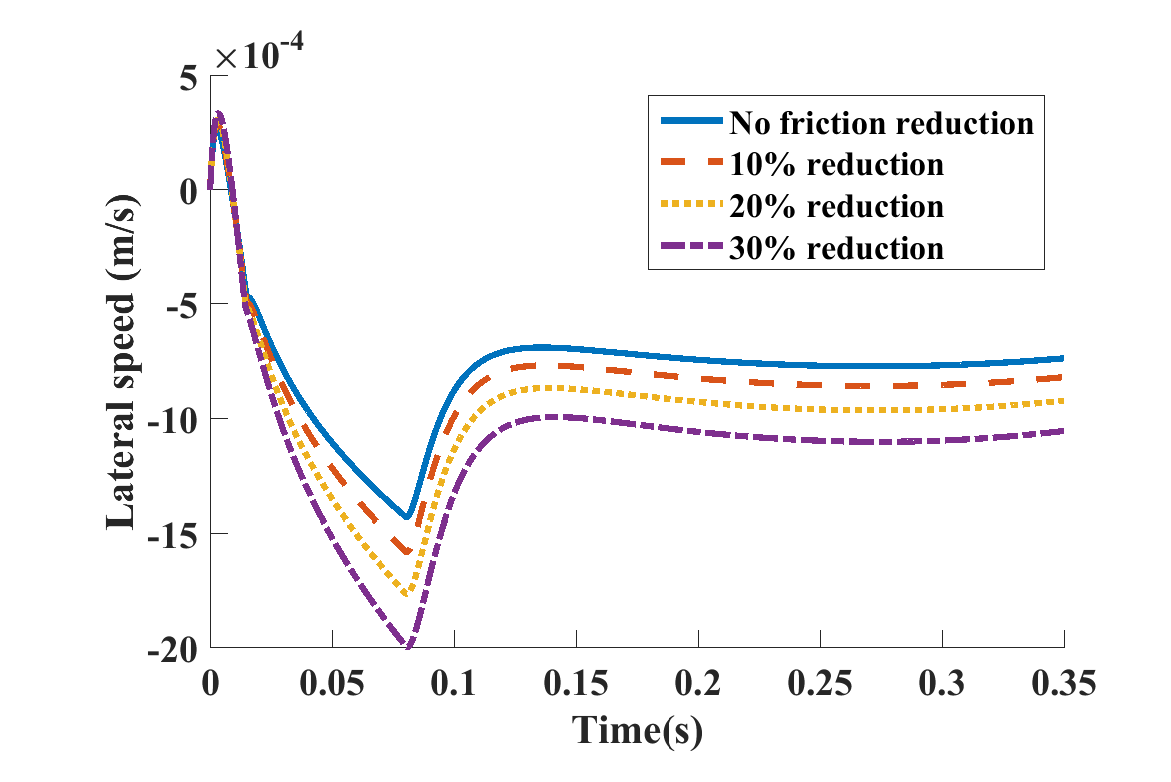 ×10-4
5
0
-5
-10
-15
-20
Lateral speed (m/s)
No friction reduction
10% reduction
20% reduction
30% reduction
0 0.05 0.1 0.15 0.2 0.25 0.3 0.35
Time(s)